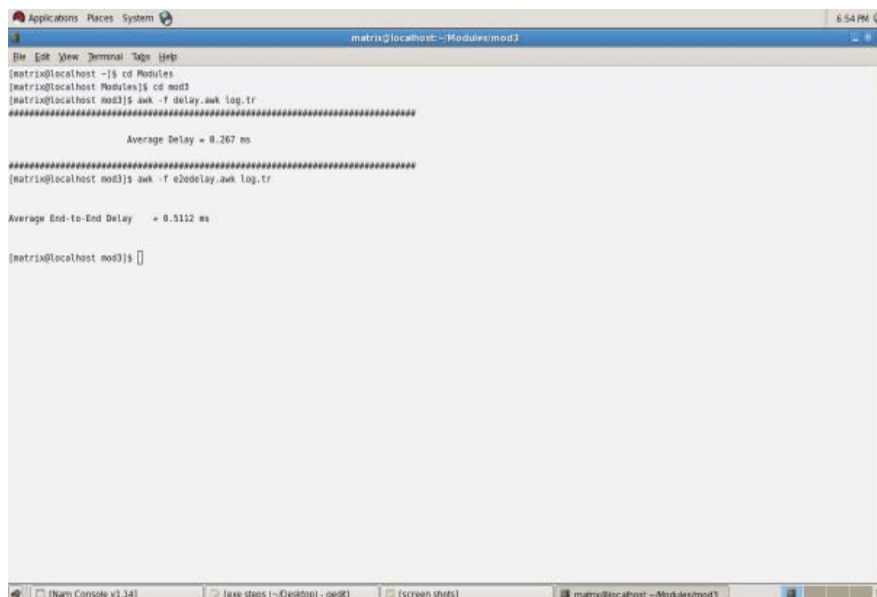 Applications Places System
6:54 PM
matrix@localhost:~/Modules/mod3
File Edit View Terminal Tabs Help
[matrix@localhost ~]$ cd Modules
[matrix@localhost Modules]$ cd mod3
[matrix@localhost mod3]$ awk -f delay.awk log.tr
################################################################################
Average Delay = 0.267 ms
################################################################################
[matrix@localhost mod3]$ awk -f e2edelay.awk log.tr
Average End-to-End Delay = 0.5112 ms
[matrix@localhost mod3]$
[Nam Console v1.14]
[exe steps (~/Desktop) - gedit]
[screen shots]
matrix@localhost:~/Modules/mod3